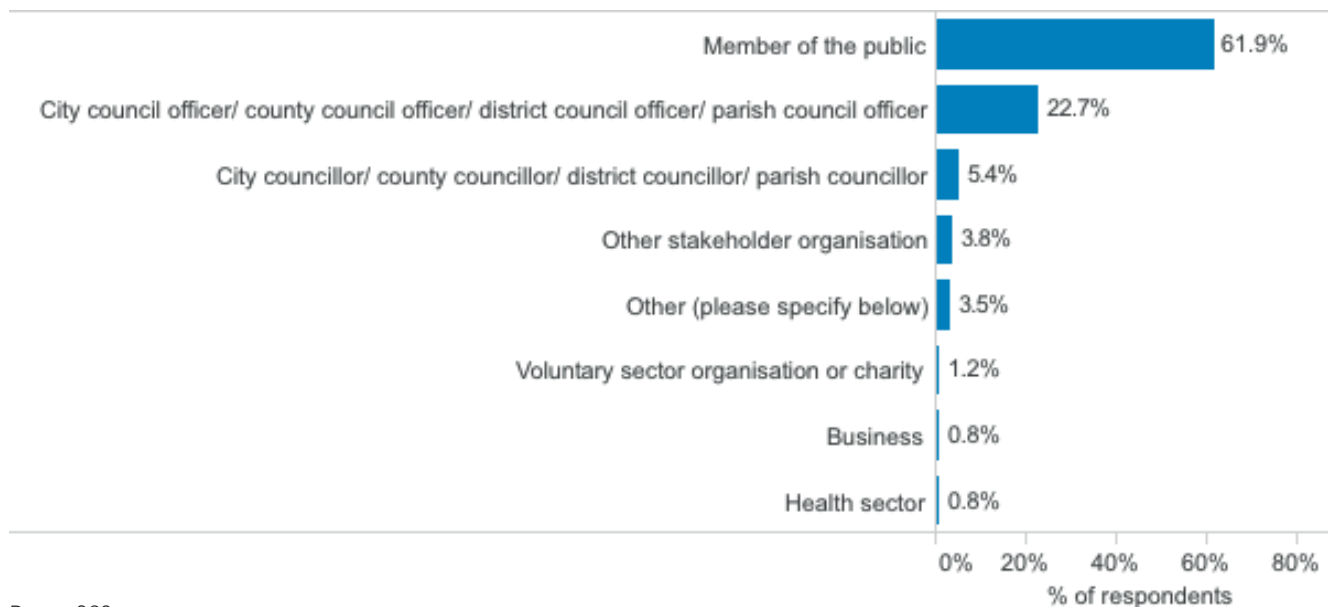 Member of the public 61.9%
City council officer/ county council officer/ district council officer/ parish council officer 22.7%
City councillor/ county councillor/ district councillor/ parish councillor 5.4%
Other stakeholder organisation 3.8%
Other (please specify below) 3.5%
Voluntary sector organisation or charity 1.2%
Business 0.8%
Health sector 0.8%
0% 20% 40% 60% 80%
% of respondents